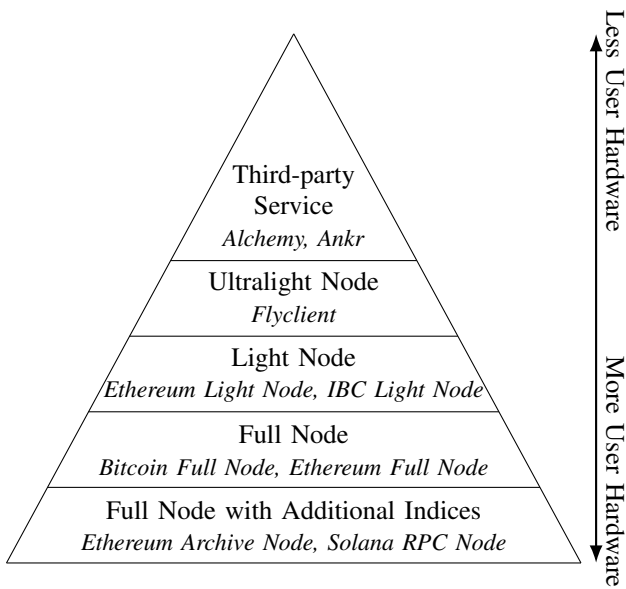 Third-party
Service
Alchemy, Ankr
Ultralight Node
Flyclient
Light Node
Ethereum Light Node, IBC Light Node
Full Node
Bitcoin Full Node, Ethereum Full Node
Full Node with Additional Indices
Ethereum Archive Node, Solana RPC Node
Less User Hardware
More User Hardware